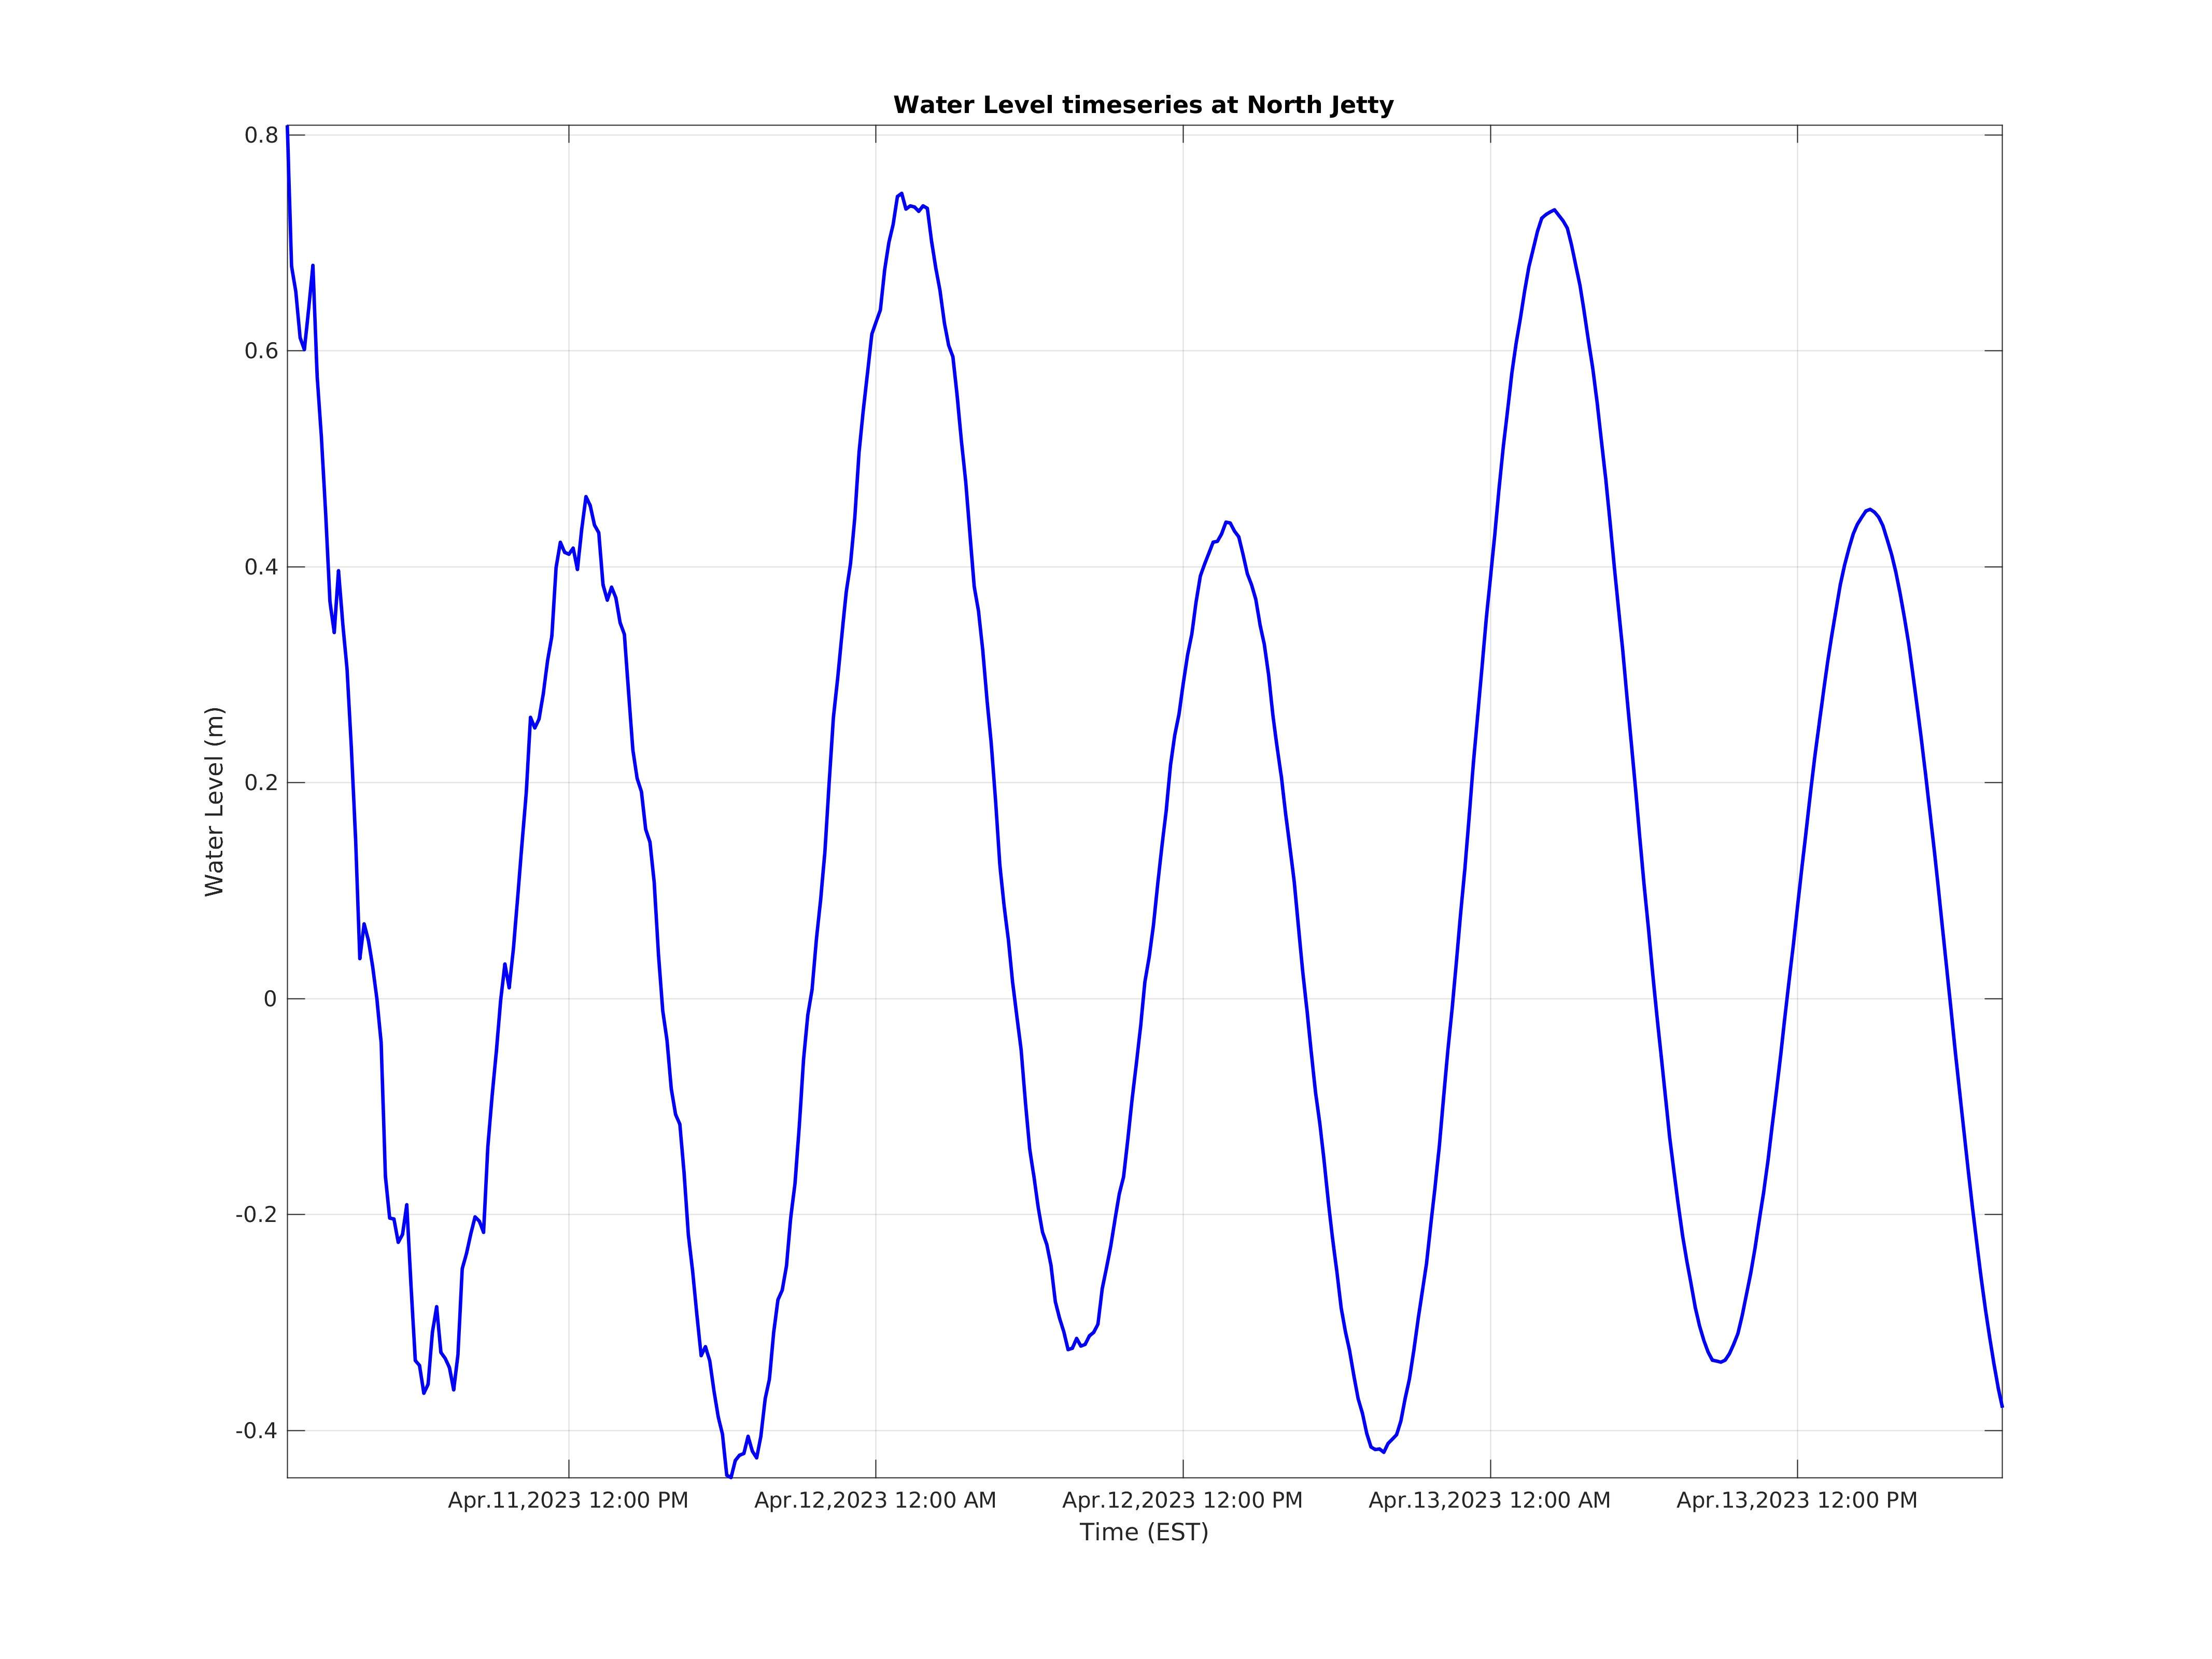 Water Level timeseries at North Jetty
0.8
0.6
0.4
0.2
0
-0.2
-0.4
Water Level (m)
Apr.11,2023 12:00 PM
Apr.12,2023 12:00 AM
Apr.12,2023 12:00 PM
Apr.13,2023 12:00 AM
Apr.13,2023 12:00 PM
Time (EST)